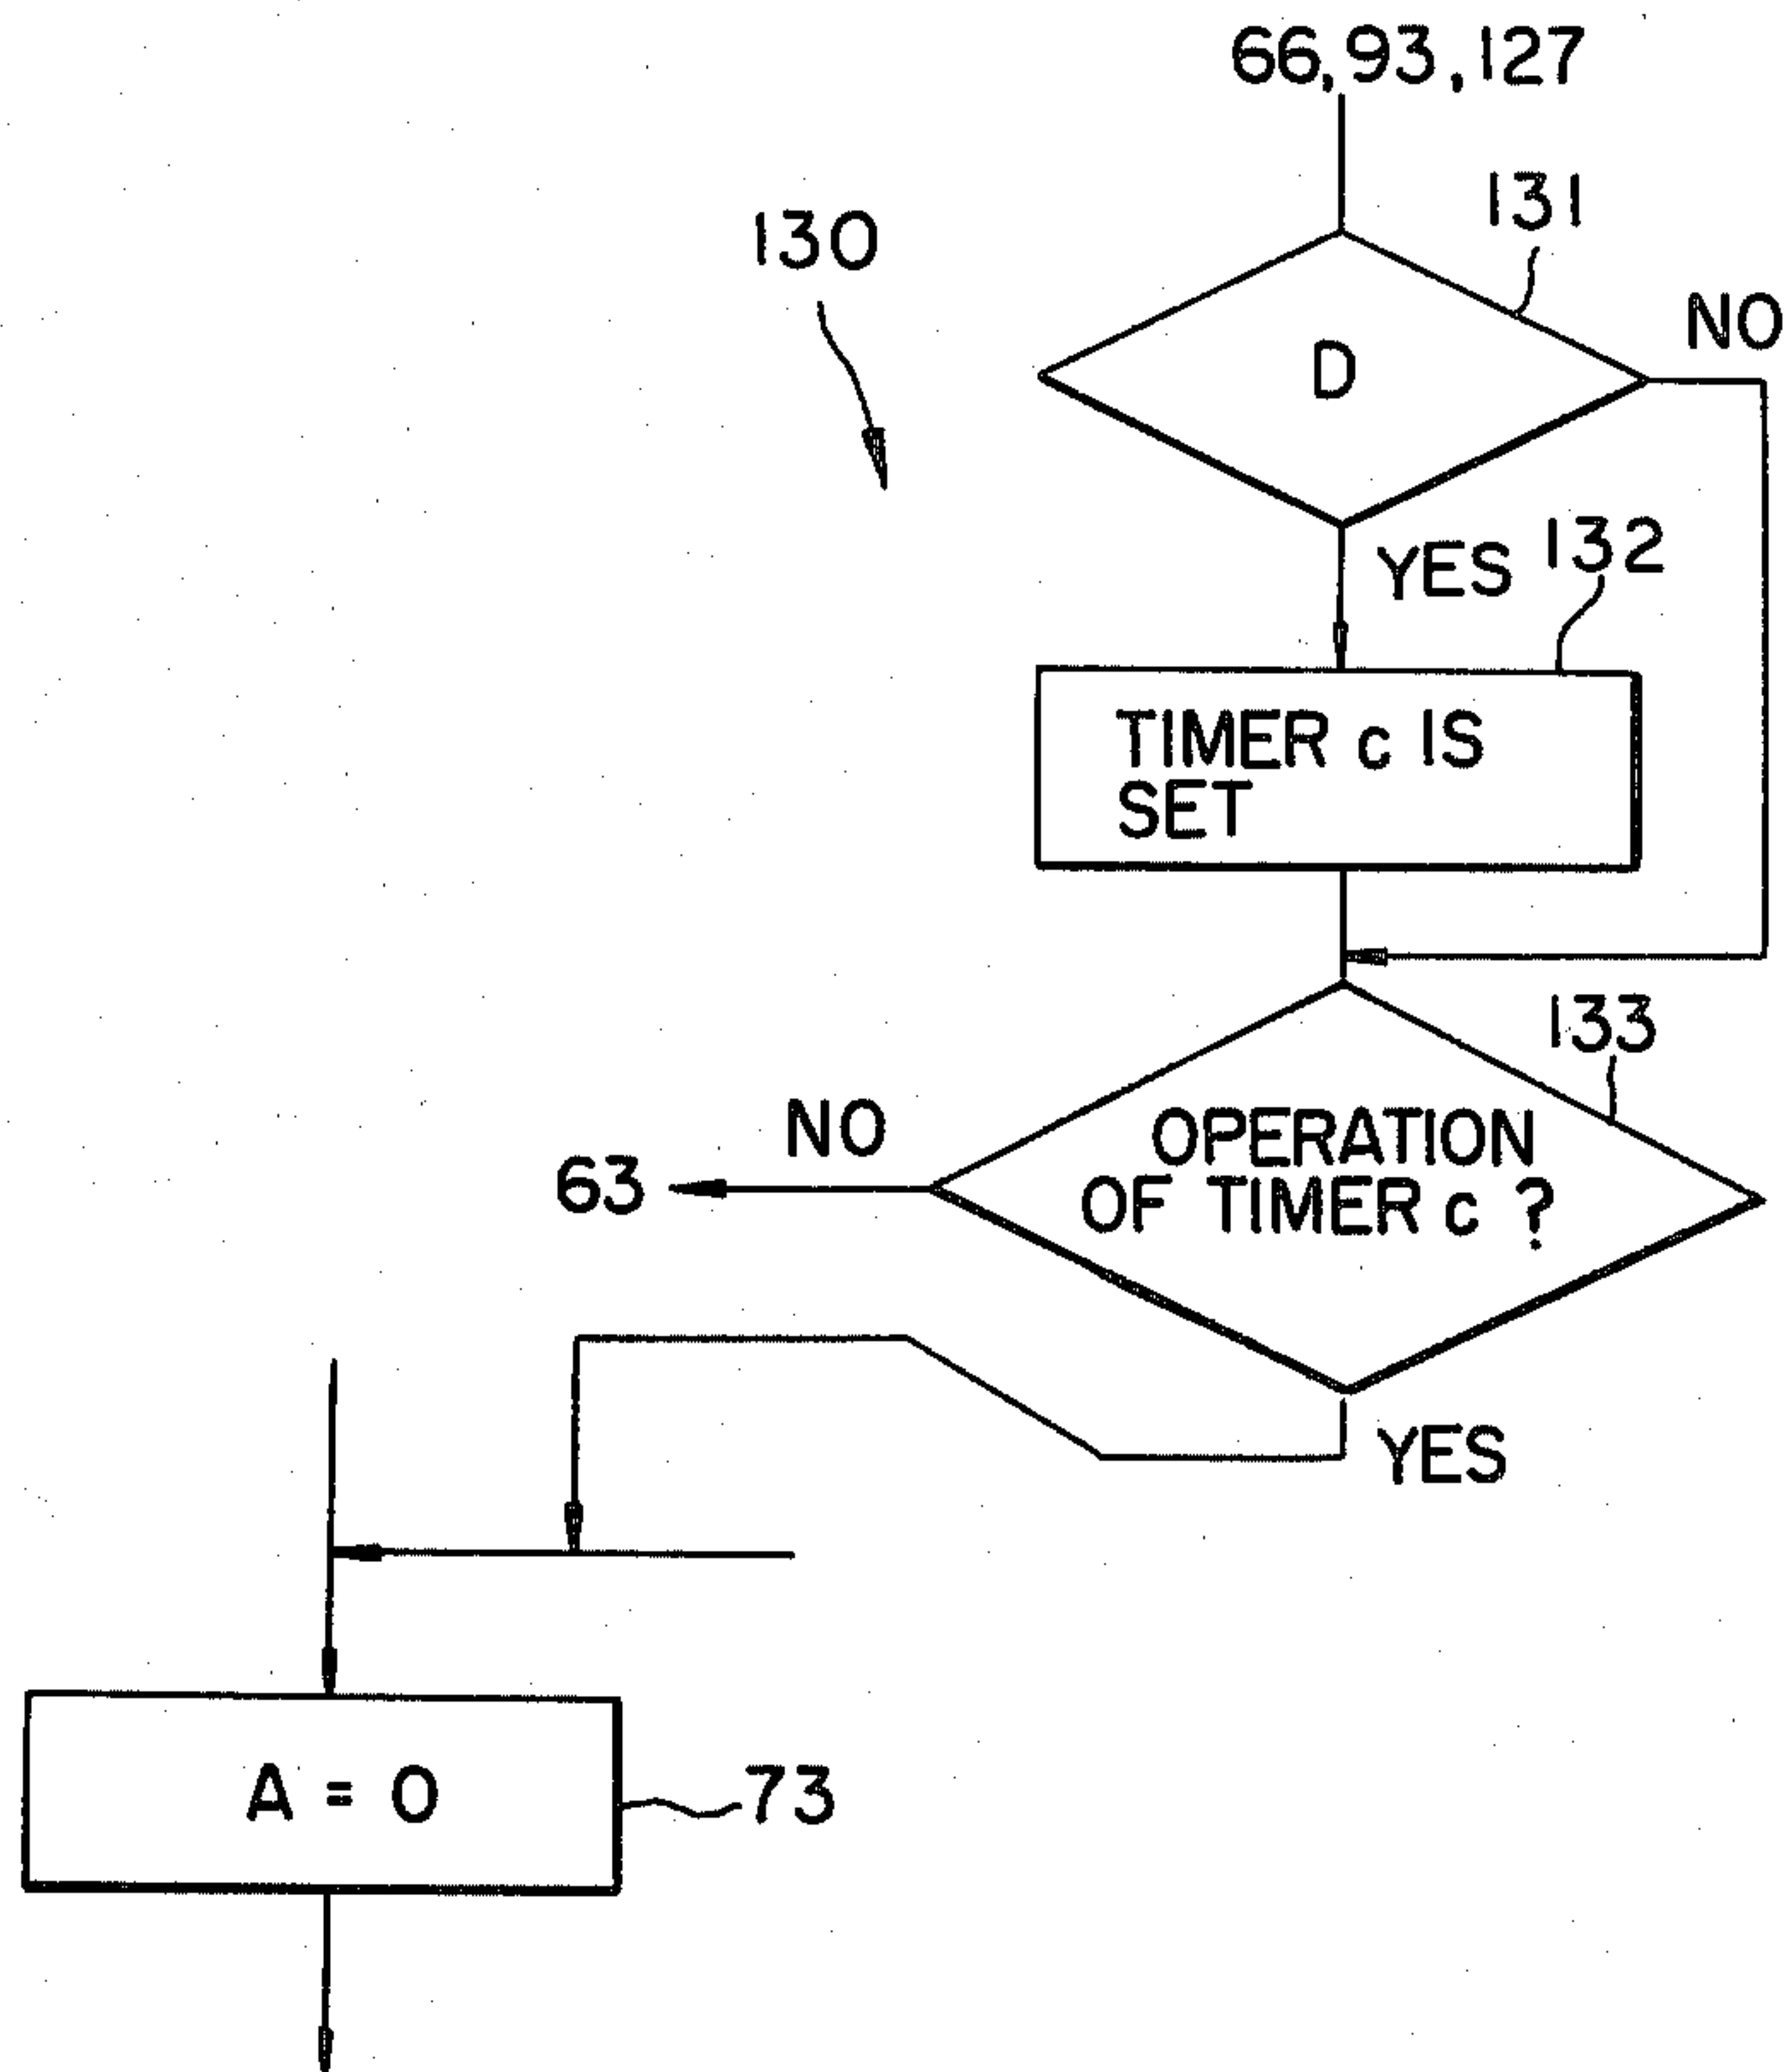 66,93,127
131
130
NO
D
YES
132
TIMER c IS
SET
133
NO
OPERATION
63
OF TIMER c ?
YES
A = 0
73